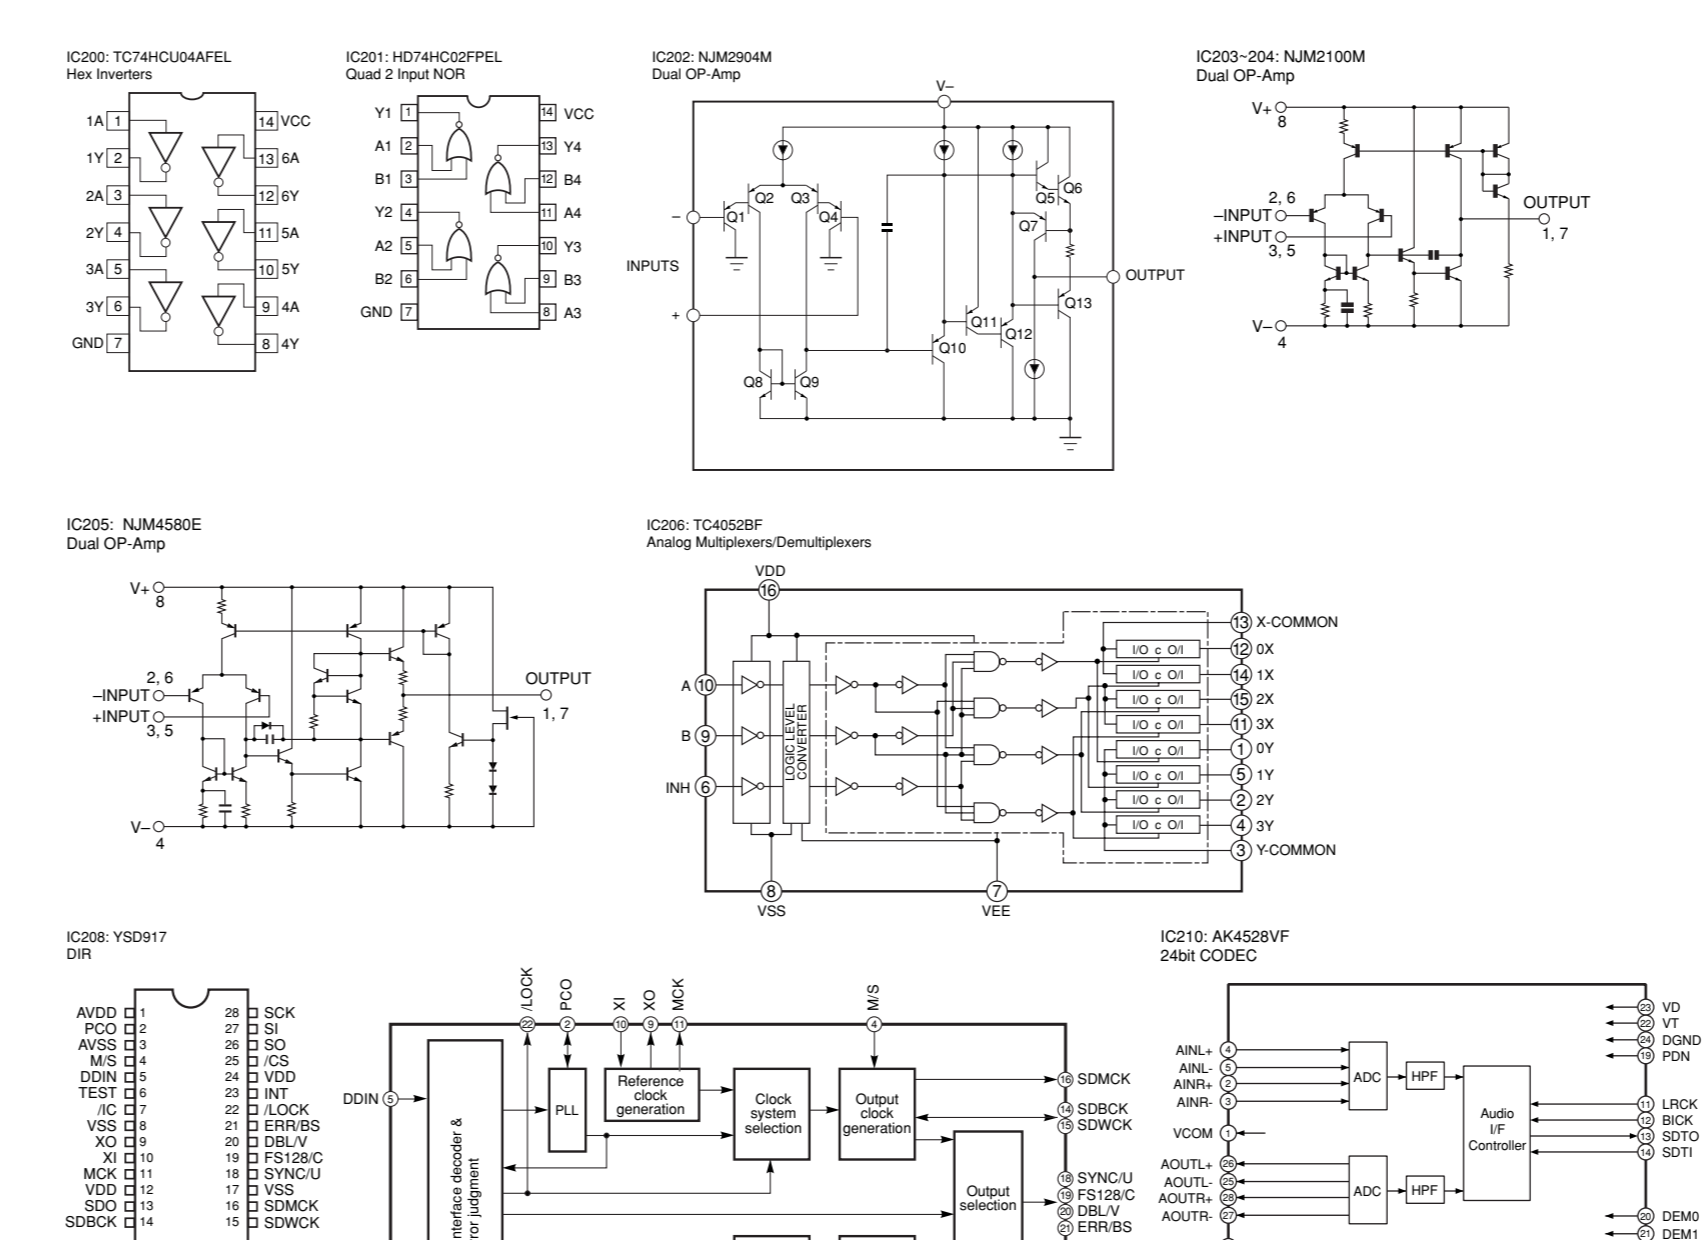 IC200: TC74HCU04AFEL
Hex Inverters
1A 1
1Y 2
2A 3
2Y 4
3A 5
3Y 6
GND 7
14 VCC
13 6A
12 6Y
11 5A
10 5Y
9 4A
8 4Y
IC201: HD74HC02FPEL
Quad 2 Input NOR
Y1 1
A1 2
B1 3
Y2 4
A2 5
B2 6
GND 7
14 VCC
13 Y4
12 B4
11 A4
10 Y3
9 B3
8 A3
IC202: NJM2904M
Dual OP-Amp
V–
Q2 Q3
Q1 Q4
Q5 Q6
Q7
–
INPUTS
+
OUTPUT
Q13
Q11
Q12
Q10
Q8 Q9
IC203~204: NJM2100M
Dual OP-Amp
V+
8
2, 6
–INPUT
+INPUT
3, 5
OUTPUT
1, 7
V–
4
IC205: NJM4580E
Dual OP-Amp
V+
8
2, 6
–INPUT
+INPUT
3, 5
OUTPUT
1, 7
V–
4
IC206: TC4052BF
Analog Multiplexers/Demultiplexers
VDD
16
A 10
B 9
INH 6
LOGIC LEVEL
CONVERTER
I/O c O/I
I/O c O/I
I/O c O/I
I/O c O/I
I/O c O/I
I/O c O/I
I/O c O/I
I/O c O/I
13 X-COMMON
12 0X
14 1X
15 2X
11 3X
1 0Y
5 1Y
2 2Y
4 3Y
3 Y-COMMON
8
VSS
7
VEE
IC208: YSD917
DIR
AVDD 1
PCO 2
AVSS 3
M/S 4
DDIN 5
TEST 6
/IC 7
VSS 8
XO 9
XI 10
MCK 11
VDD 12
SDO 13
SDBCK 14
28 SCK
27 SI
26 SO
25 /CS
24 VDD
23 INT
22 /LOCK
21 ERR/BS
20 DBL/V
19 FS128/C
18 SYNC/U
17 VSS
16 SDMCK
15 SDWCK
/LOCK
PCO
XI
XO
MCK
M/S
22
2
10
9
11
4
DDIN 5
nterface decoder &
ror judgment
PLL
Reference
clock
generation
Clock
system
selection
Output
clock
generation
Output
selection
16 SDMCK
14 SDBCK
15 SDWCK
18 SYNC/U
19 FS128/C
20 DBL/V
21 ERR/BS
IC210: AK4528VF
24bit CODEC
AINL+ 4
AINL- 5
AINR+ 2
AINR- 3
VCOM 1
AOUTL+ 26
AOUTL- 25
AOUTR+ 28
AOUTR- 27
ADC
HPF
ADC
HPF
Audio
I/F
Controller
23 VD
22 VT
24 DGND
19 PDN
11 LRCK
12 BICK
13 SDTO
14 SDTI
20 DEM0
21 DEM1